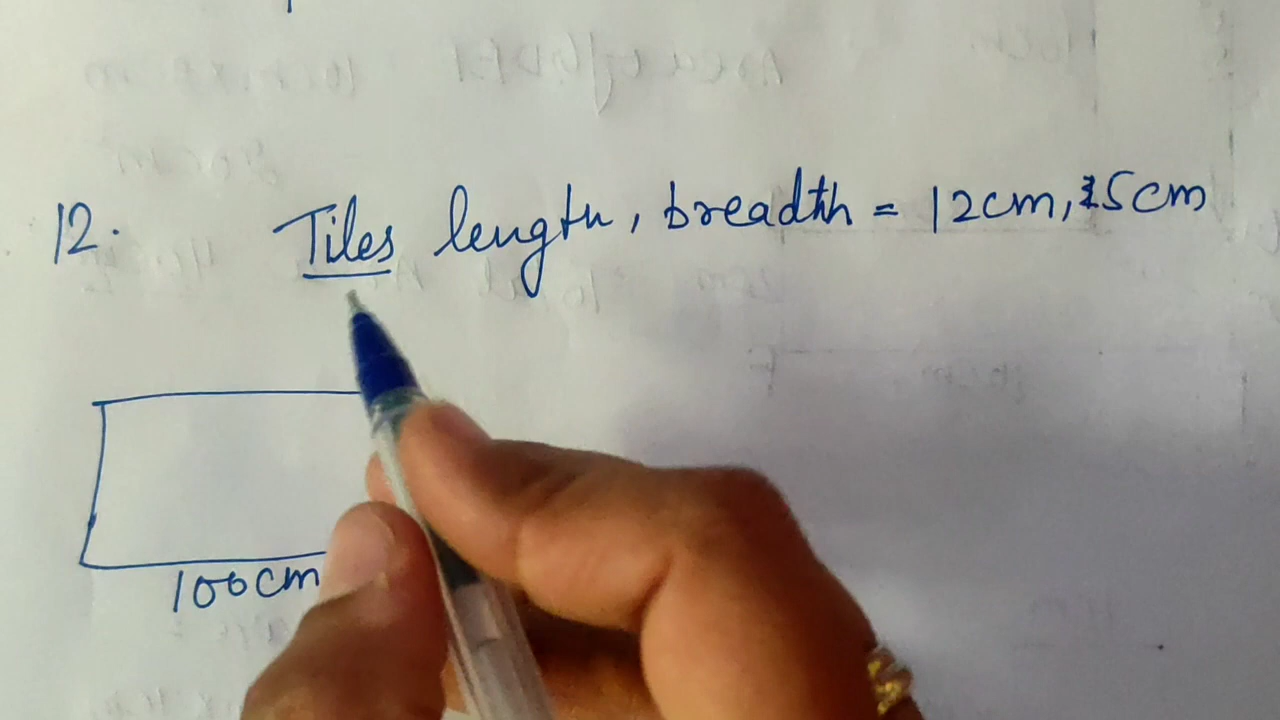 12. Tiles length, breadth = 12cm, 5cm
100cm